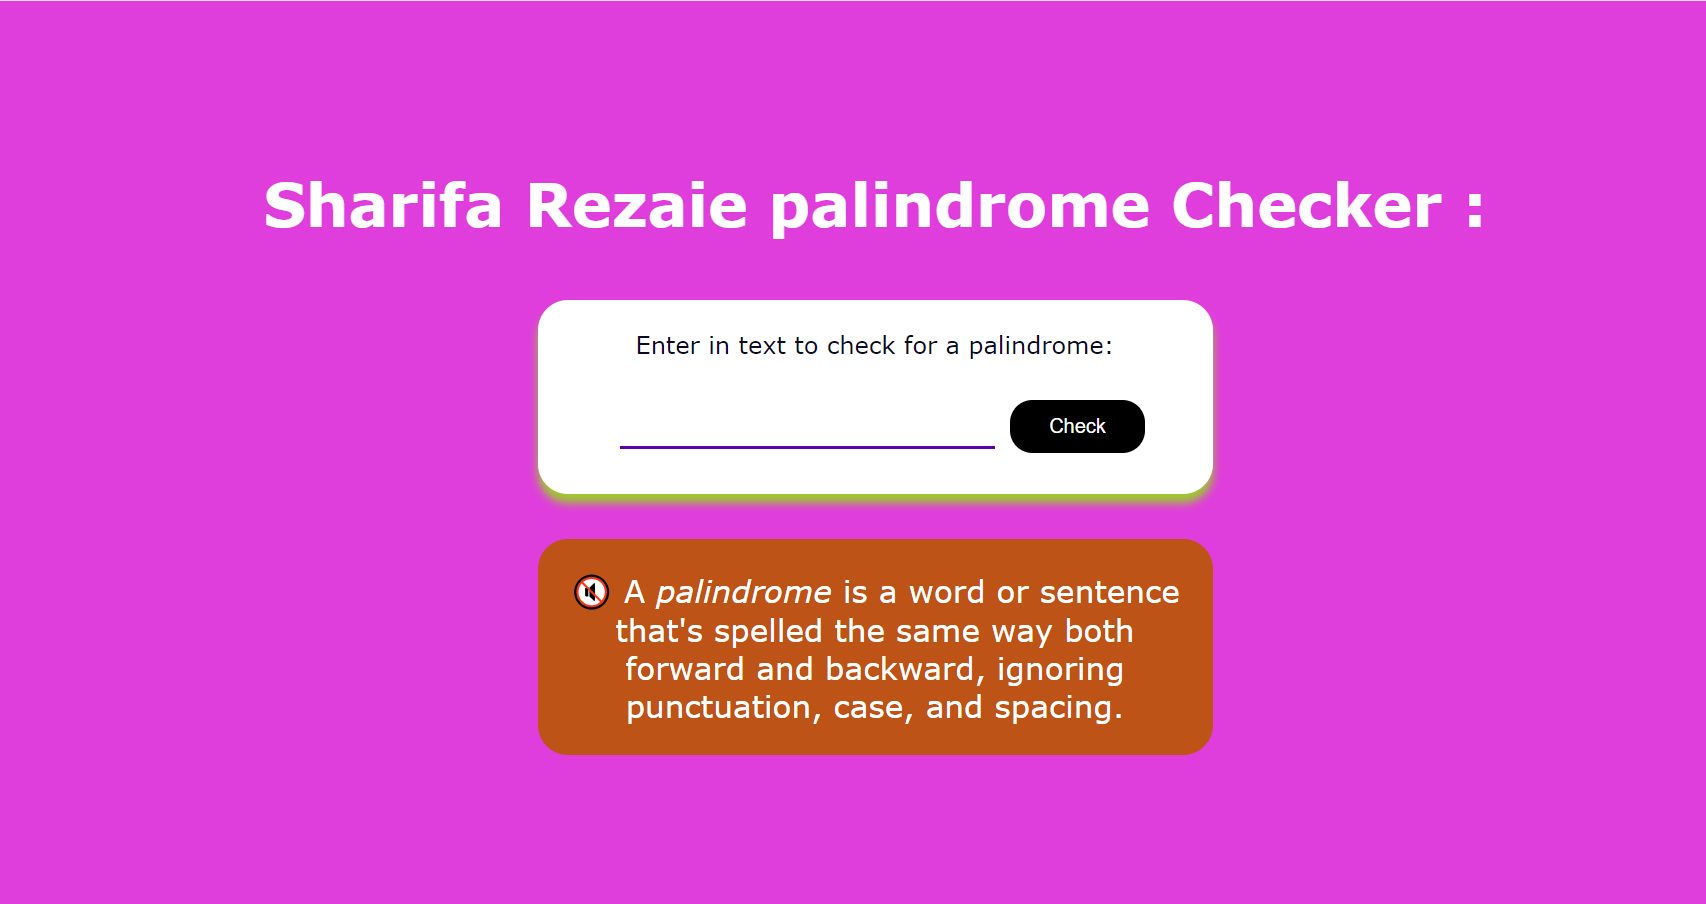 Sharifa Rezaie palindrome Checker :
Enter in text to check for a palindrome:
Check
🔇 A palindrome is a word or sentence
that's spelled the same way both
forward and backward, ignoring
punctuation, case, and spacing.